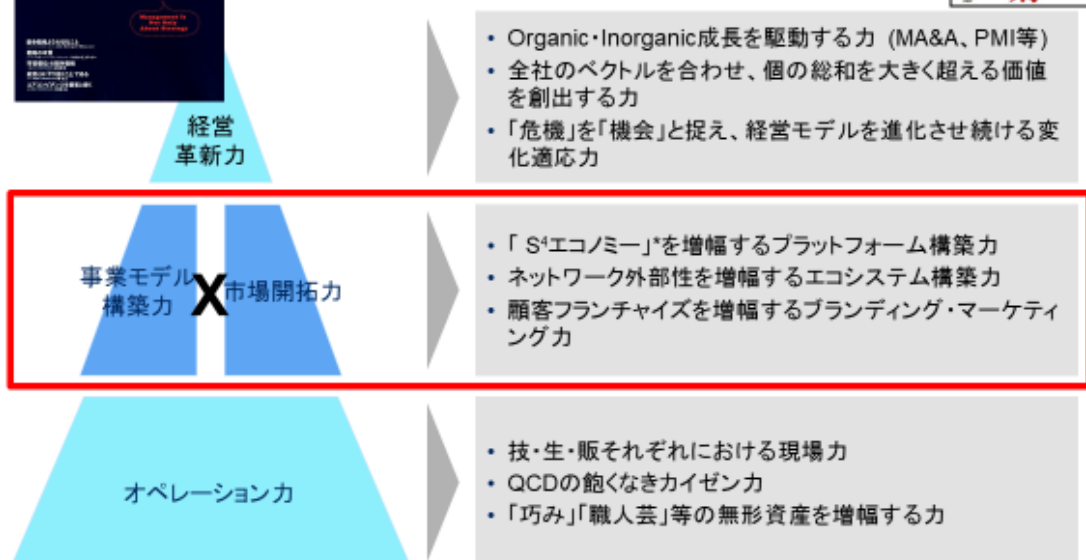 Management Is
Not Only
About Strategy
経営
革新力
• Organic・Inorganic成長を駆動する力 (MA&A、PMI等)
• 全社のベクトルを合わせ、個の総和を大きく超える価値
を創出する力
• 「危機」を「機会」と捉え、経営モデルを進化させ続ける変
化適応力
事業モデル
構築力
X
市場開拓力
• 「 S⁴エコノミー」*を増幅するプラットフォーム構築力
• ネットワーク外部性を増幅するエコシステム構築力
• 顧客フランチャイズを増幅するブランディング・マーケティ
ング力
オペレーション力
• 技・生・販それぞれにおける現場力
• QCDの飽くなきカイゼン力
• 「巧み」「職人芸」等の無形資産を増幅する力